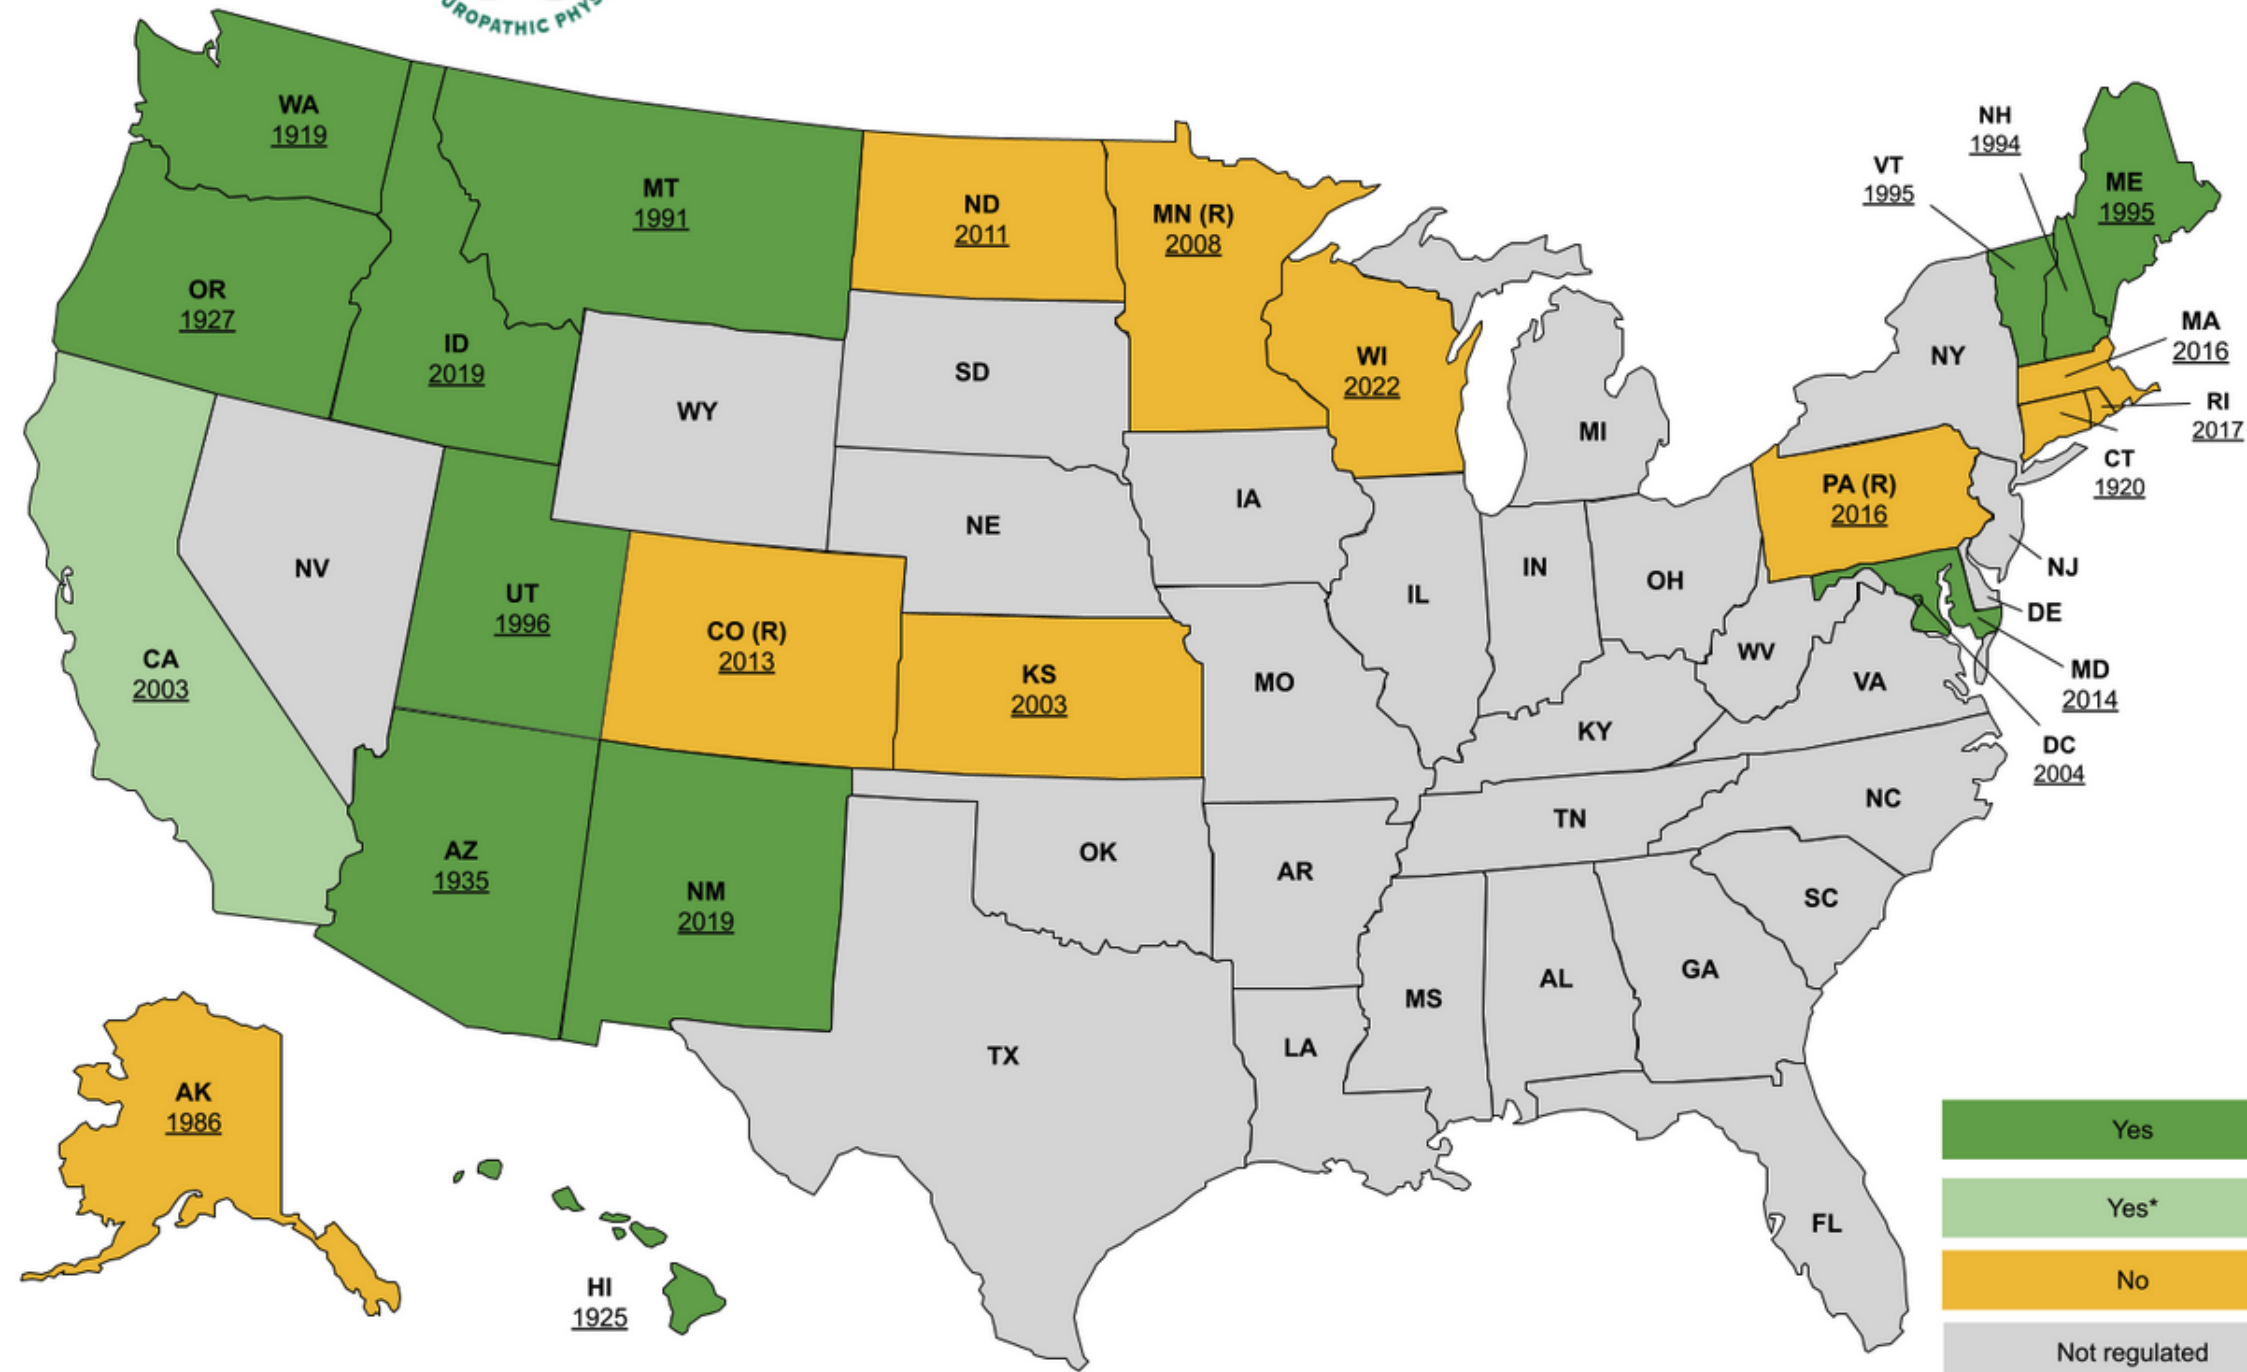 WA
1919
MT
1991
ND
2011
MN (R)
2008
NH
1994
VT
1995
ME
1995
OR
1927
ID
2019
WY
SD
WI
2022
MI
NY
MA
2016
RI
2017
CT
1920
CA
2003
NV
UT
1996
CO (R)
2013
NE
KS
2003
IA
MO
IL
IN
OH
PA (R)
2016
NJ
DE
MD
2014
DC
2004
WV
VA
KY
TN
NC
AZ
1935
NM
2019
OK
AR
SC
TX
LA
MS
AL
GA
FL
AK
1986
HI
1925
Yes
Yes*
No
Not regulated